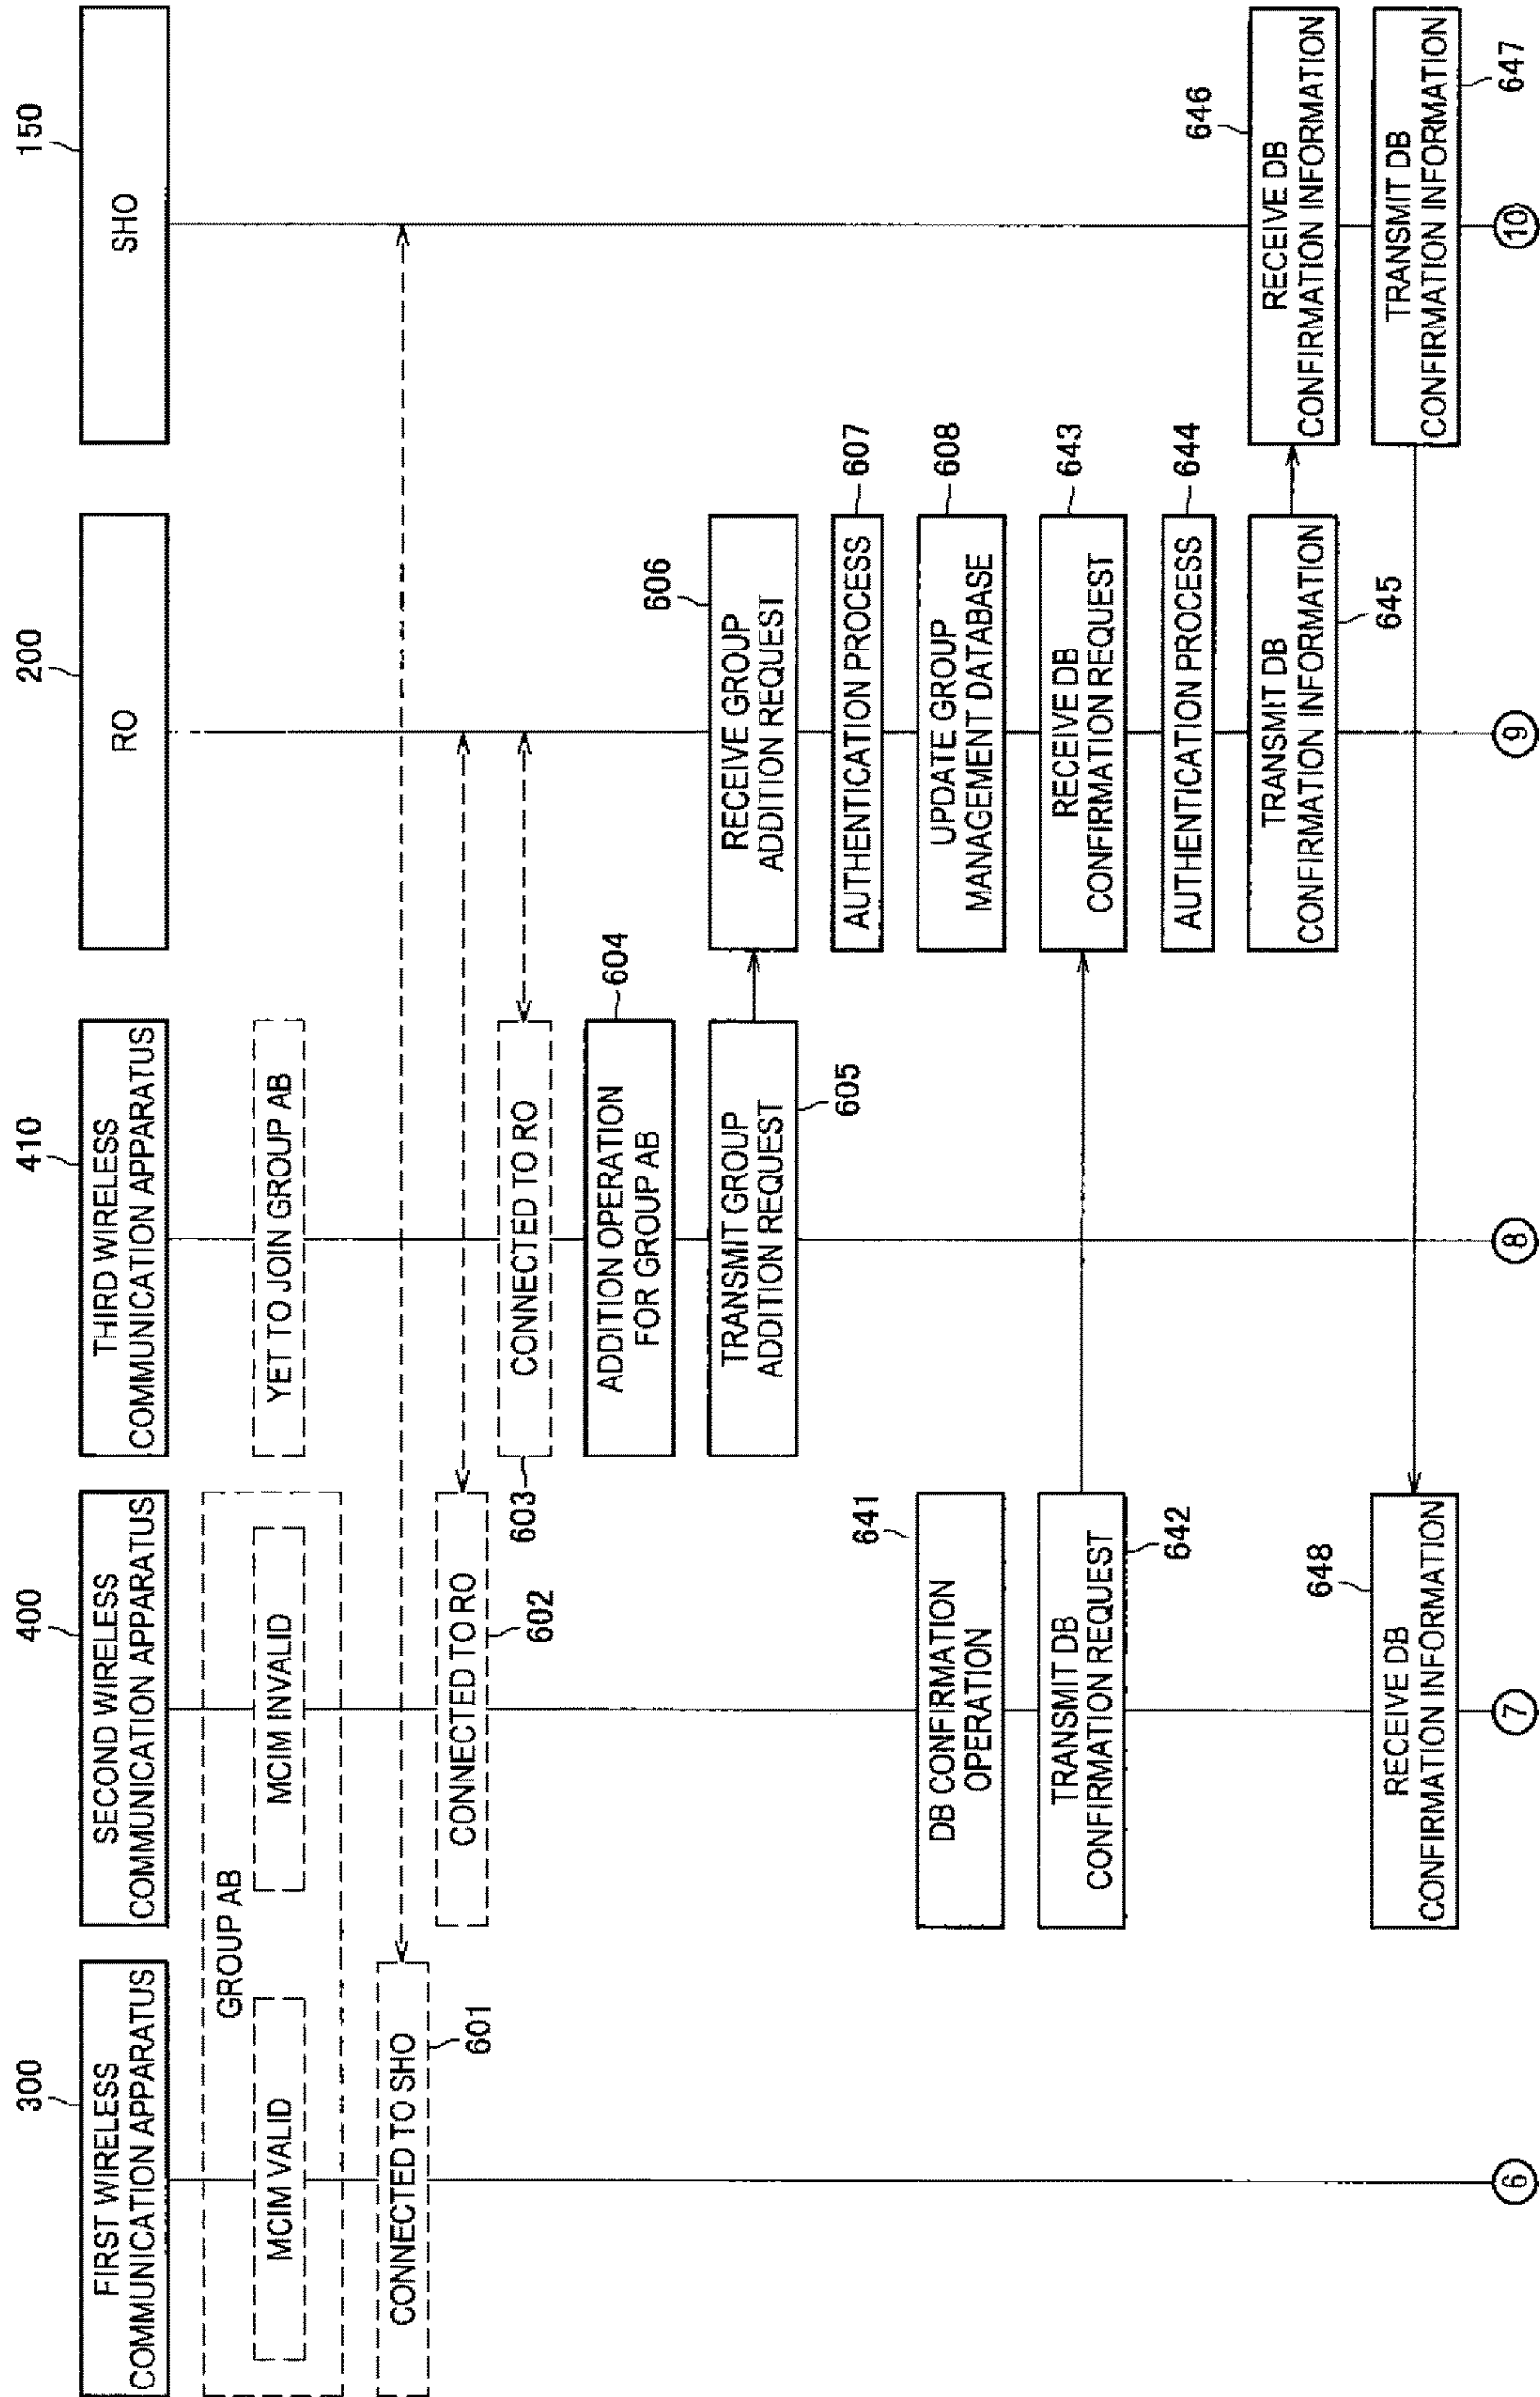 300
FIRST WIRELESS
COMMUNICATION APPARATUS
400
SECOND WIRELESS
COMMUNICATION APPARATUS
410
THIRD WIRELESS
COMMUNICATION APPARATUS
200
RO
150
SHO
GROUP AB
MCIM VALID
MCIM INVALID
YET TO JOIN GROUP AB
CONNECTED TO SHO
601
CONNECTED TO RO
602
CONNECTED TO RO
603
ADDITION OPERATION
FOR GROUP AB
604
TRANSMIT GROUP
ADDITION REQUEST
605
RECEIVE GROUP
ADDITION REQUEST
606
AUTHENTICATION PROCESS
607
UPDATE GROUP
MANAGEMENT DATABASE
608
DB CONFIRMATION
OPERATION
641
TRANSMIT DB
CONFIRMATION REQUEST
642
RECEIVE DB
CONFIRMATION REQUEST
643
AUTHENTICATION PROCESS
644
TRANSMIT DB
CONFIRMATION INFORMATION
645
RECEIVE DB
CONFIRMATION INFORMATION
646
TRANSMIT DB
CONFIRMATION INFORMATION
647
RECEIVE DB
CONFIRMATION INFORMATION
648
6
7
8
9
10